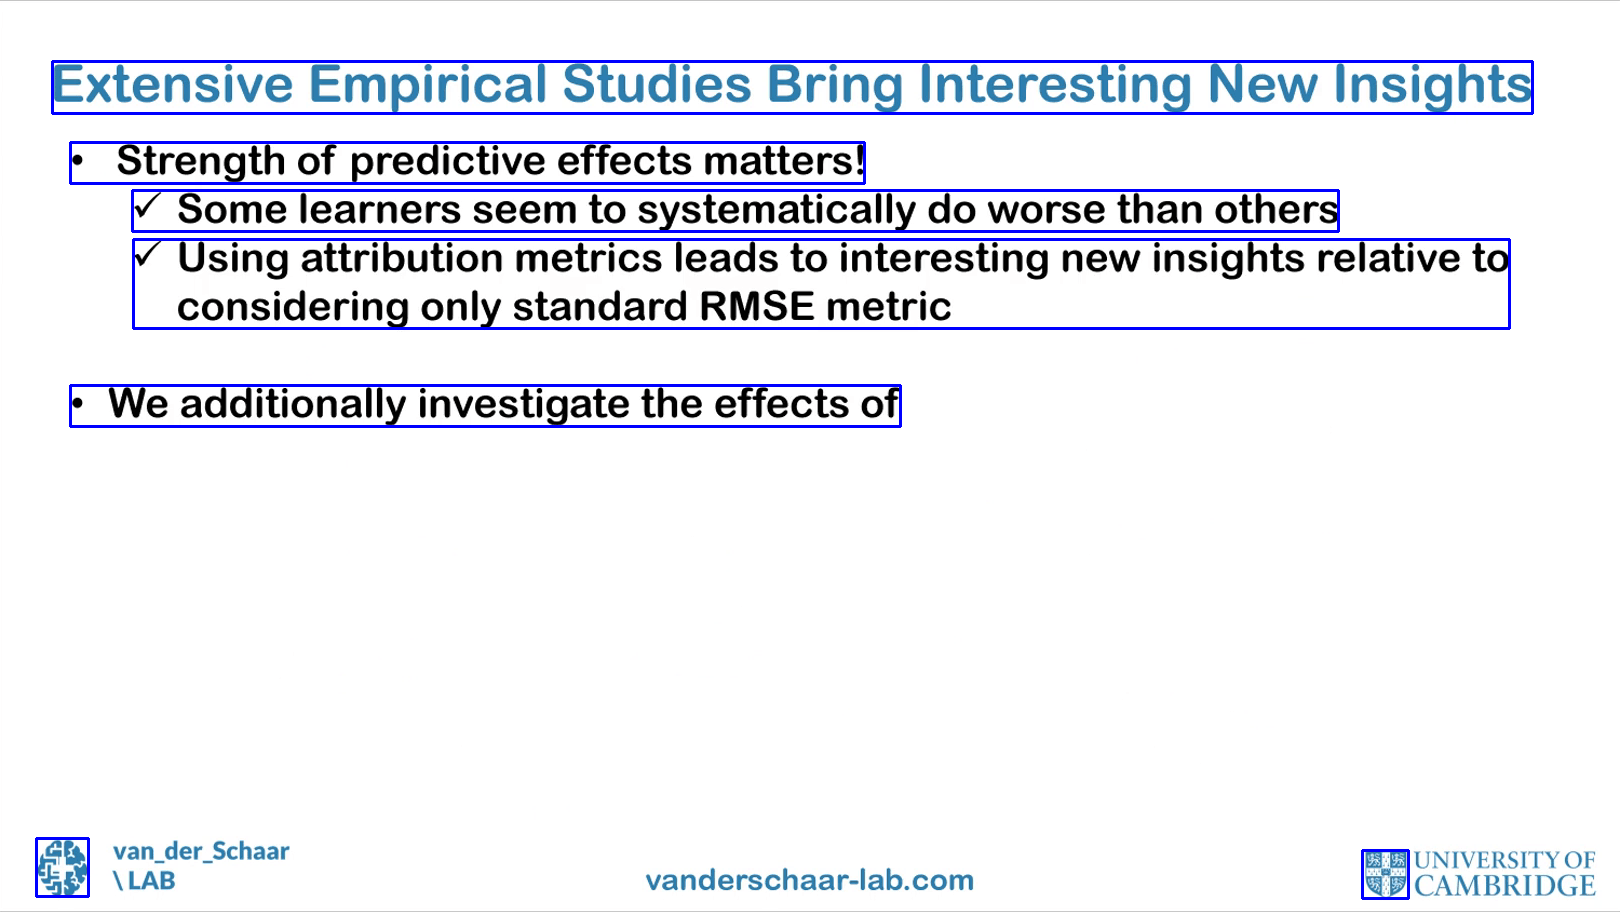 Extensive Empirical Studies Bring Interesting New Insights
• Strength of predictive effects matters!
✓ Some learners seem to systematically do worse than others
✓ Using attribution metrics leads to interesting new insights relative to
considering only standard RMSE metric
• We additionally investigate the effects of
van_der_Schaar
\ LAB
vanderschaar-lab.com
UNIVERSITY OF
CAMBRIDGE